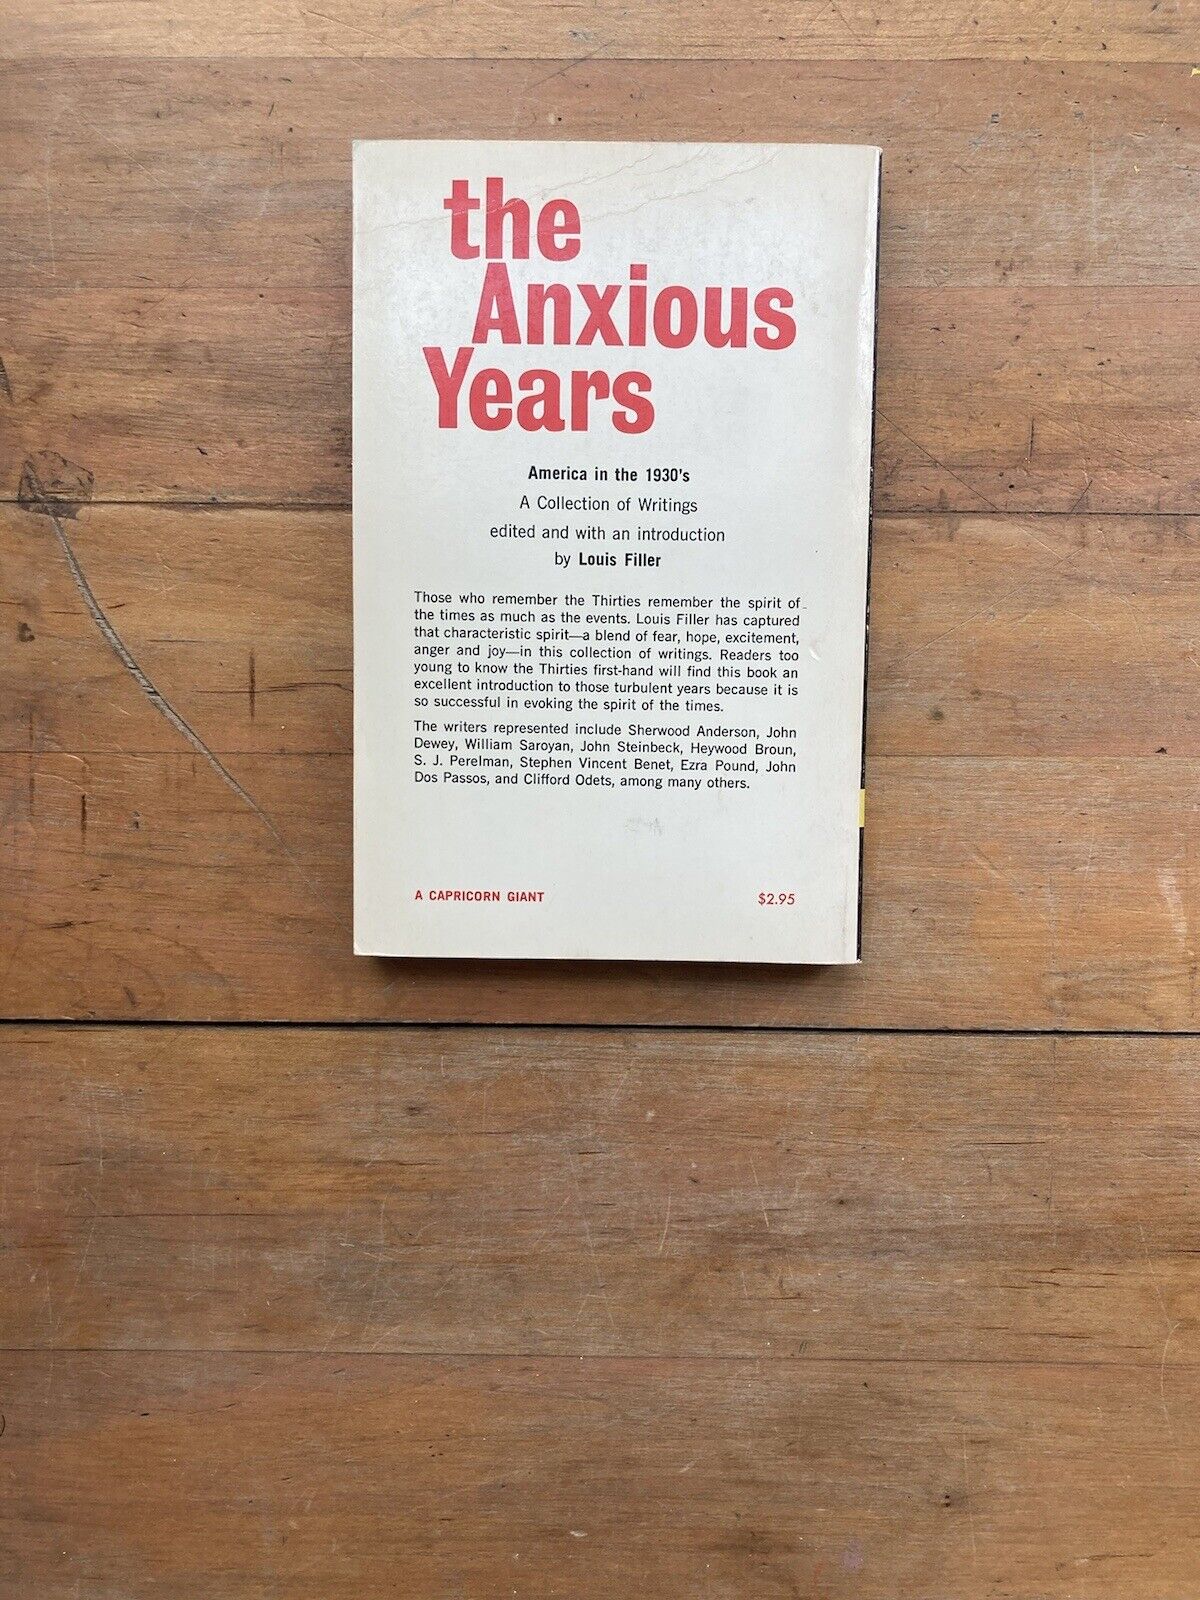 the
Anxious
Years
America in the 1930's
A Collection of Writings
edited and with an introduction
by Louis Filler
Those who remember the Thirties remember the spirit of
the times as much as the events. Louis Filler has captured
that characteristic spirit—a blend of fear, hope, excitement,
anger and joy—in this collection of writings. Readers too
young to know the Thirties first-hand will find this book an
excellent introduction to those turbulent years because it is
so successful in evoking the spirit of the times.
The writers represented include Sherwood Anderson, John
Dewey, William Saroyan, John Steinbeck, Heywood Broun,
S. J. Perelman, Stephen Vincent Benet, Ezra Pound, John
Dos Passos, and Clifford Odets, among many others.
A CAPRICORN GIANT
$2.95